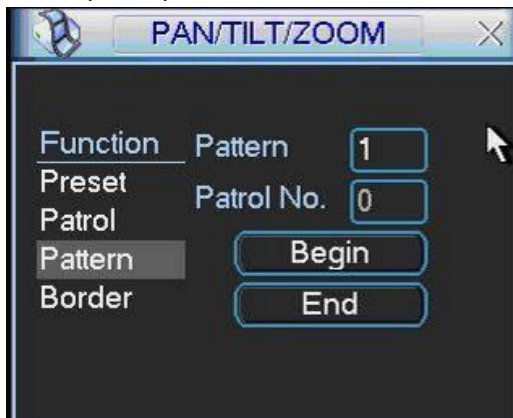 PAN/TILT/ZOOM
Function
Preset
Patrol
Pattern
Border
Pattern 1
Patrol No. 0
Begin
End